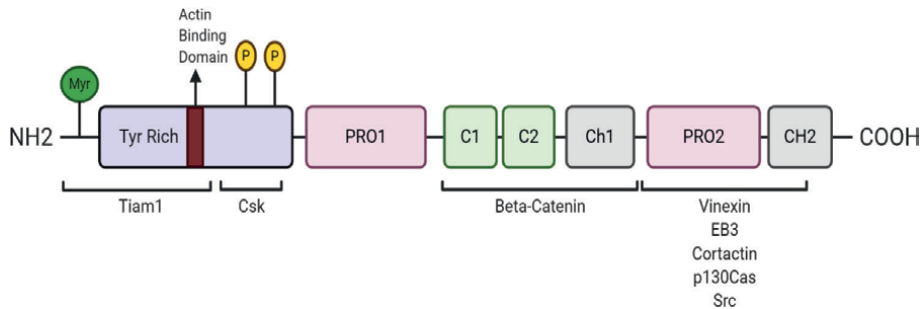 Actin
Binding
Domain
P P
Myr
NH2 Tyr Rich PRO1 C1 C2 Ch1 PRO2 CH2 COOH
Tiam1 Csk Beta-Catenin Vinexin
EB3
Cortactin
p130Cas
Src